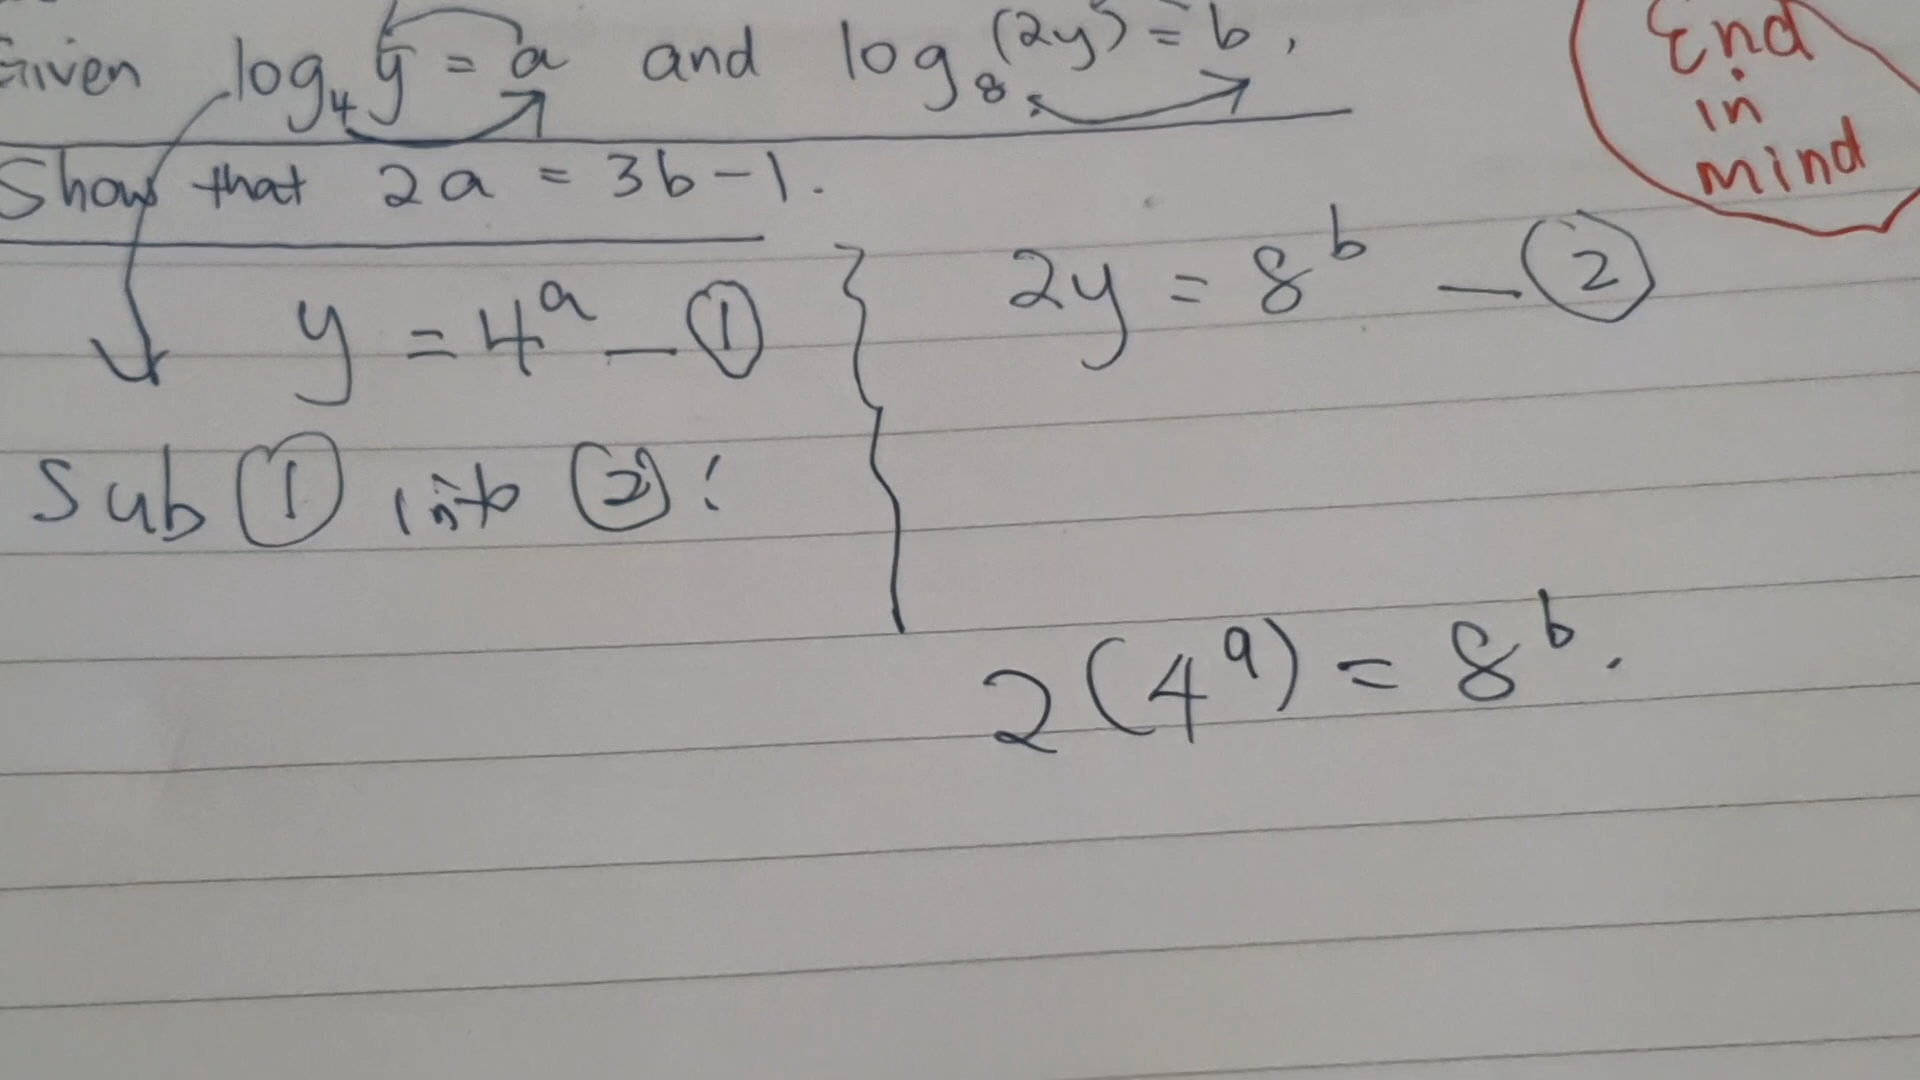 Given log₄ y = a and log₈ (2y) = b,
Show that 2a = 3b - 1.
End
in
mind
y = 4ᵃ — ①
2y = 8ᵇ — ②
Sub ① into ② :
2(4ᵃ) = 8ᵇ.